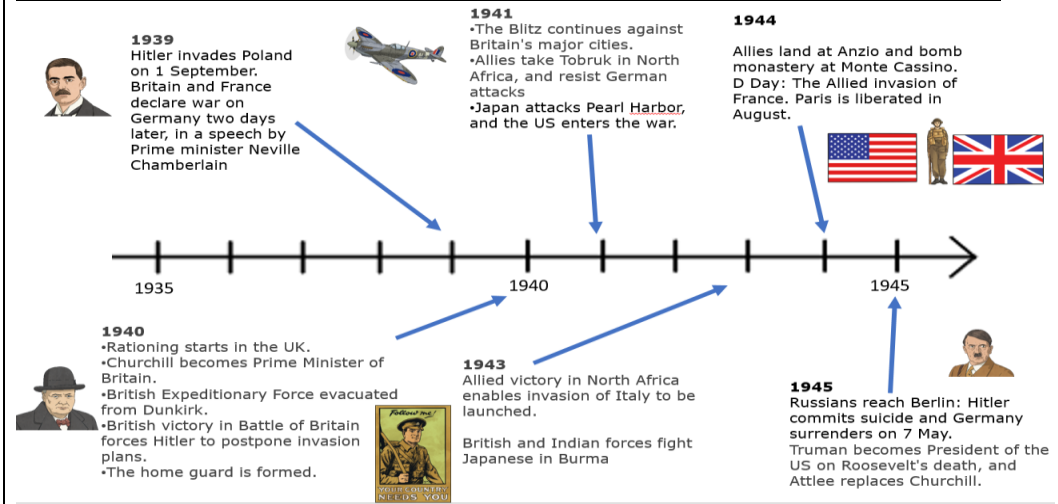 1939
Hitler invades Poland
on 1 September.
Britain and France
declare war on
Germany two days
later, in a speech by
Prime minister Neville
Chamberlain
1941
•The Blitz continues against
Britain's major cities.
•Allies take Tobruk in North
Africa, and resist German
attacks
•Japan attacks Pearl Harbor,
and the US enters the war.
1944
Allies land at Anzio and bomb
monastery at Monte Cassino.
D Day: The Allied invasion of
France. Paris is liberated in
August.
1935
1940
1945
1940
•Rationing starts in the UK.
•Churchill becomes Prime Minister of
Britain.
•British Expeditionary Force evacuated
from Dunkirk.
•British victory in Battle of Britain
forces Hitler to postpone invasion
plans.
•The home guard is formed.
Follow me!
YOUR COUNTRY
NEEDS YOU
1943
Allied victory in North Africa
enables invasion of Italy to be
launched.
British and Indian forces fight
Japanese in Burma
1945
Russians reach Berlin: Hitler
commits suicide and Germany
surrenders on 7 May.
Truman becomes President of the
US on Roosevelt's death, and
Attlee replaces Churchill.